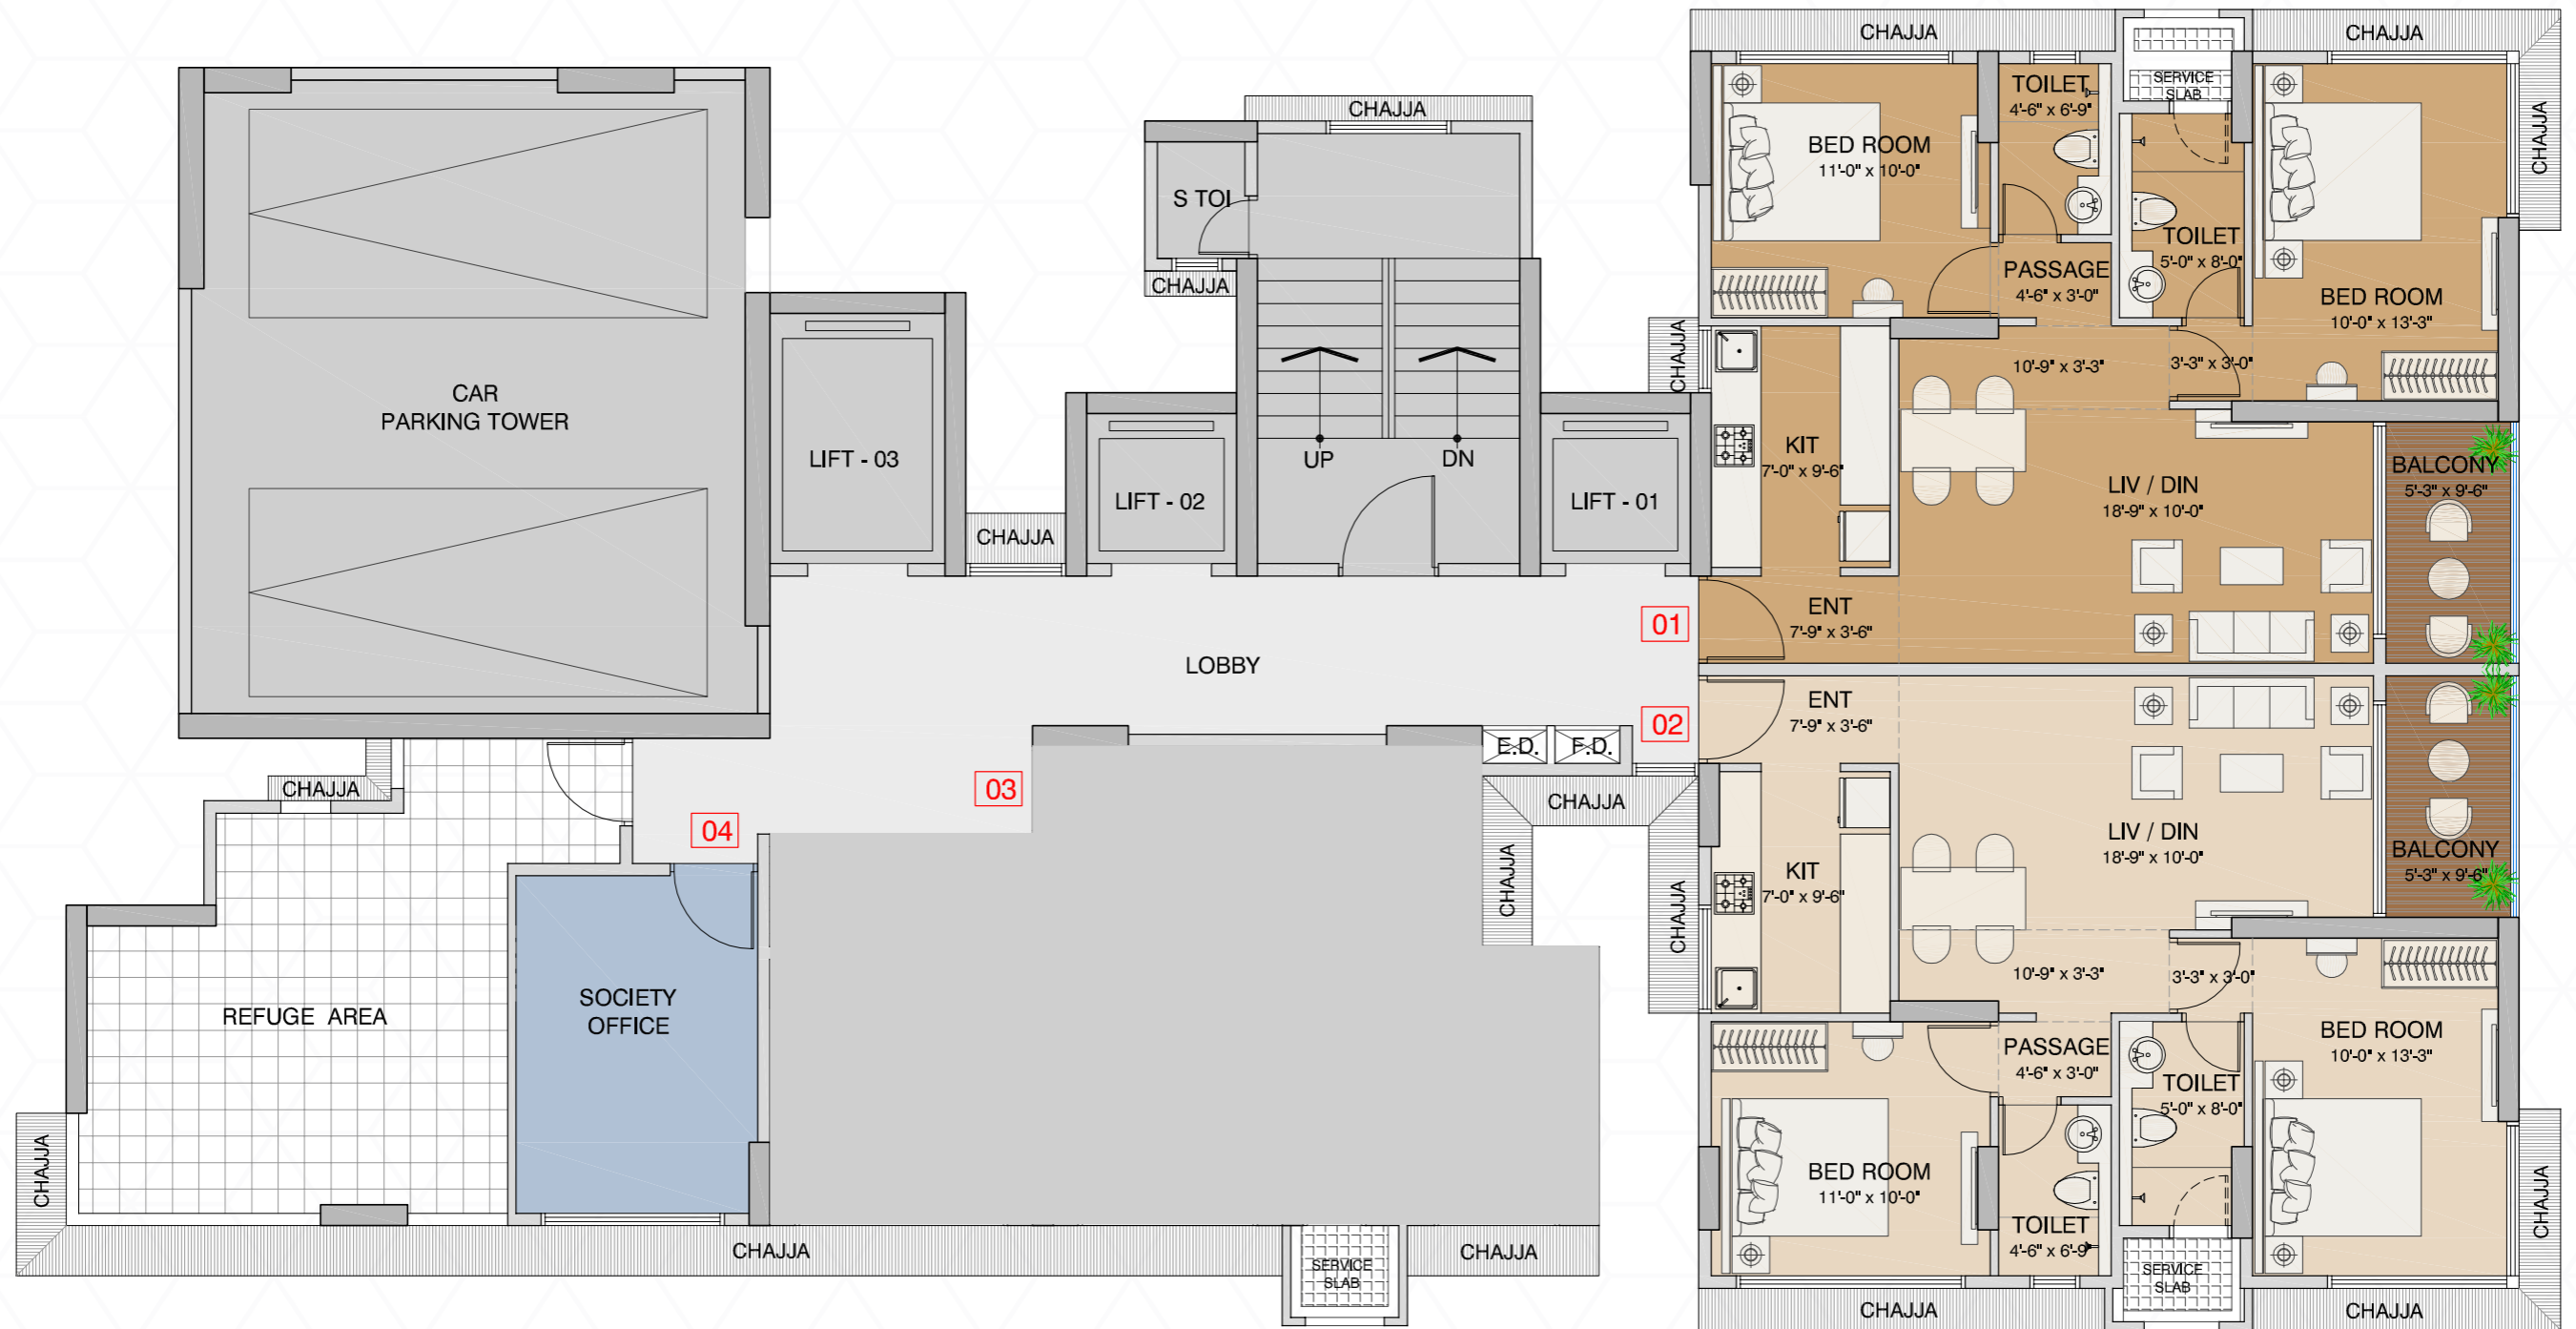 CHAJJA
CHAJJA
TOILET
4'-6" x 6'-9"
SERVICE
SLAB
CHAJJA
CHAJJA
BED ROOM
11'-0" x 10'-0"
S TOI
CHAJJA
TOILET
5'-0" x 8'-0"
PASSAGE
4'-6" x 3'-0"
BED ROOM
10'-0" x 13'-3"
CHAJJA
10'-9" x 3'-3"
3'-3" x 3'-0"
CAR
PARKING TOWER
LIFT - 03
LIFT - 02
UP
DN
LIFT - 01
KIT
7'-0" x 9'-6"
LIV / DIN
18'-9" x 10'-0"
BALCONY
5'-3" x 9'-6"
CHAJJA
01
ENT
7'-9" x 3'-6"
LOBBY
02
ENT
7'-9" x 3'-6"
E.D.
F.D.
CHAJJA
03
04
CHAJJA
CHAJJA
CHAJJA
KIT
7'-0" x 9'-6"
LIV / DIN
18'-9" x 10'-0"
BALCONY
5'-3" x 9'-6"
10'-9" x 3'-3"
3'-3" x 3'-0"
REFUGE AREA
SOCIETY
OFFICE
PASSAGE
4'-6" x 3'-0"
BED ROOM
10'-0" x 13'-3"
TOILET
5'-0" x 8'-0"
CHAJJA
BED ROOM
11'-0" x 10'-0"
TOILET
4'-6" x 6'-9"
CHAJJA
CHAJJA
CHAJJA
SERVICE
SLAB
SERVICE
SLAB
CHAJJA
CHAJJA